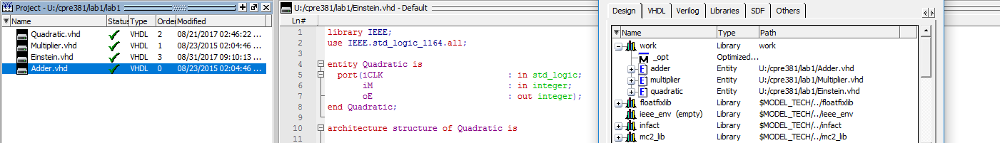 Project - U:/cpre381/lab1/lab1
Name Status Type Order Modified
Quadratic.vhd VHDL 2 08/21/2017 02:46:22 ...
Multiplier.vhd VHDL 1 08/23/2015 02:04:46 ...
Einstein.vhd VHDL 3 08/31/2017 09:10:13 ...
Adder.vhd VHDL 0 08/23/2015 02:04:46 ...
U:/cpre381/lab1/Einstein.vhd - Default
Ln#
1 library IEEE;
2 use IEEE.std_logic_1164.all;
3
4 entity Quadratic is
5 port(iCLK : in std_logic;
6 iM : in integer;
7 oE : out integer);
8 end Quadratic;
9
10 architecture structure of Quadratic is
11
Design VHDL Verilog Libraries SDF Others
Name Type Path
work Library work
_opt Optimized...
adder Entity U:/cpre381/lab1/Adder.vhd
multiplier Entity U:/cpre381/lab1/Multiplier.vhd
quadratic Entity U:/cpre381/lab1/Einstein.vhd
floatfixlib Library $MODEL_TECH/../floatfixlib
ieee_env (empty) Library $MODEL_TECH/../ieee_env
infact Library $MODEL_TECH/../infact
mc2_lib Library $MODEL_TECH/../mc2_lib